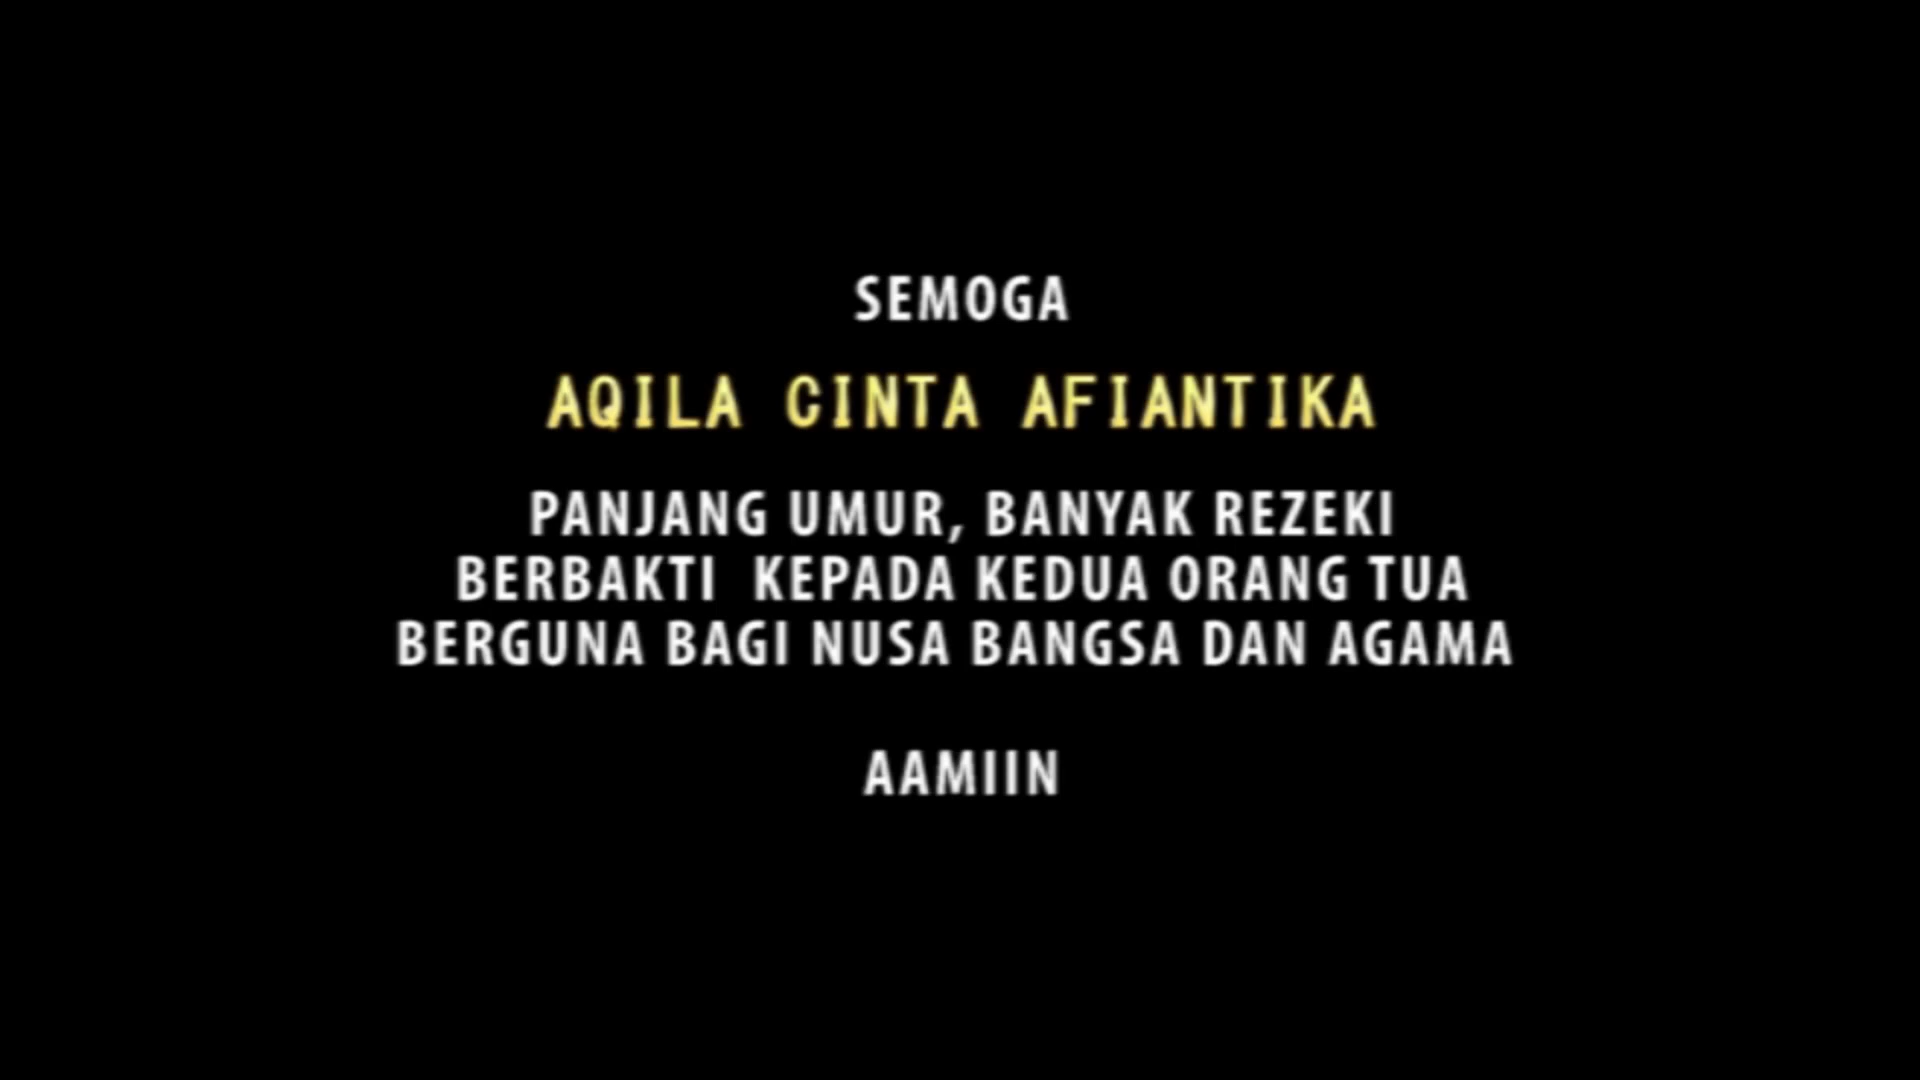 SEMOGA
AQILA CINTA AFIANTIKA
PANJANG UMUR, BANYAK REZEKI
BERBAKTI KEPADA KEDUA ORANG TUA
BERGUNA BAGI NUSA BANGSA DAN AGAMA
AAMIIN